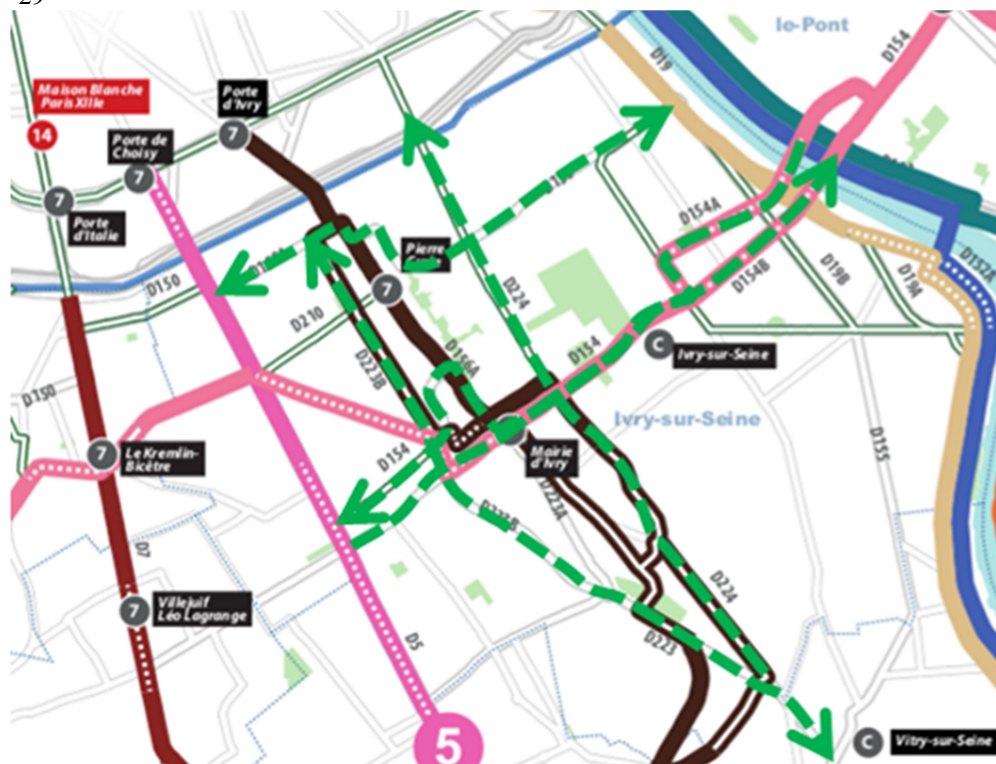 29
le-Pont
D19
D154
Maison Blanche
Paris XIIIe
14
Porte
d'Ivry
7
Porte de
Choisy
7
7
Porte
d'Italie
Pierre
7
D150
D210
D154A
D154B
D19B
D19A
D152A
D224
D223B
D156A
D154
C
Ivry-sur-Seine
Ivry-sur-Seine
D150
7
Le Kremlin-
Bicêtre
D154
Mairie
d'Ivry
D223A
D155
D7
7
Villejuif
Léo Lagrange
D5
D224
D223
5
C
Vitry-sur-Seine